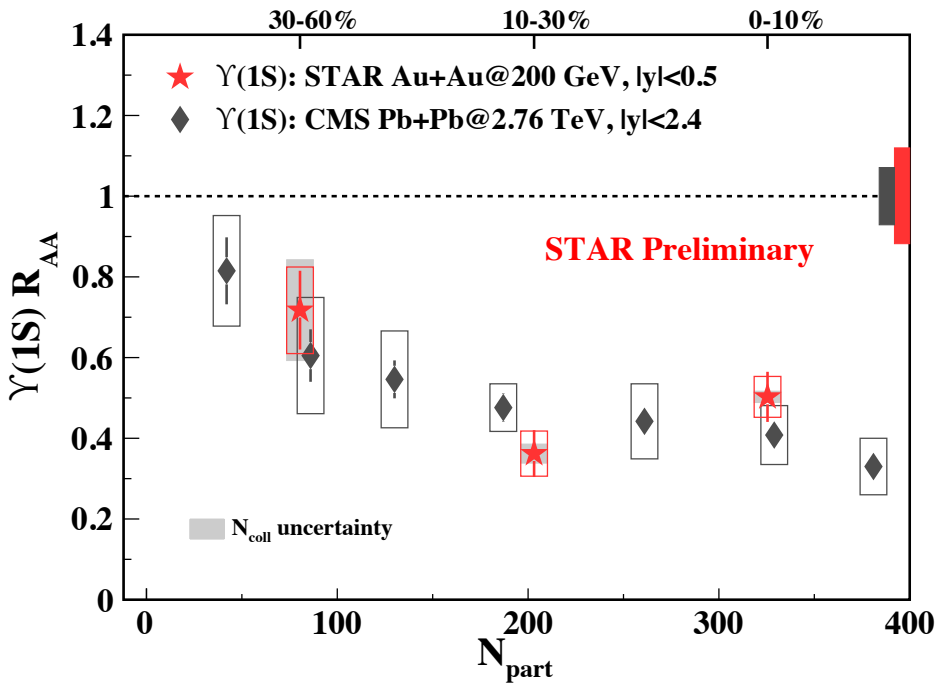 30-60% 10-30% 0-10%
1.4
ϒ(1S): STAR Au+Au@200 GeV, |y|<0.5
1.2
ϒ(1S): CMS Pb+Pb@2.76 TeV, |y|<2.4
1
STAR Preliminary
0.8
ϒ(1S) R_AA
0.6
0.4
0.2
N_coll uncertainty
0
0 100 200 300 400
N_part